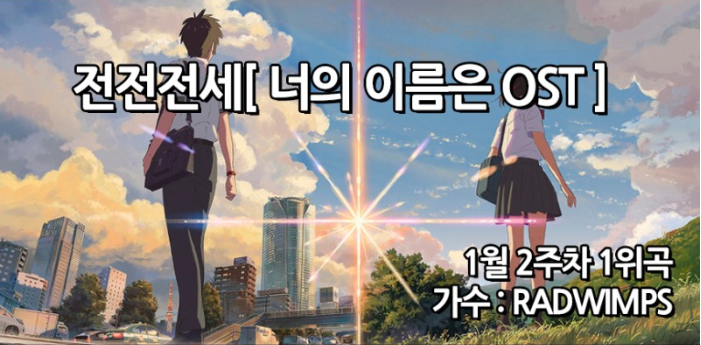 전전전세[ 너의 이름은 OST ]
1월 2주차 1위곡
가수 : RADWIMPS